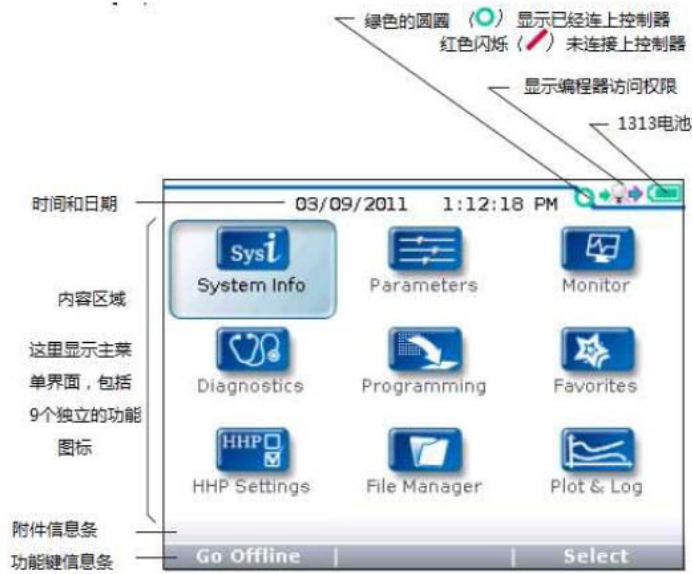 绿色的圆圈 （ ）显示已经连上控制器
红色闪烁（ ）未连接上控制器
显示编程器访问权限
1313电池
时间和日期
03/09/2011 1:12:18 PM
内容区域
这里显示主菜
单界面，包括
9个独立的功能
图标
Sysi
System Info
Parameters
Monitor
Diagnostics
Programming
Favorites
HHP
HHP Settings
File Manager
Plot & Log
附件信息条
功能键信息条
Go Offline | | Select